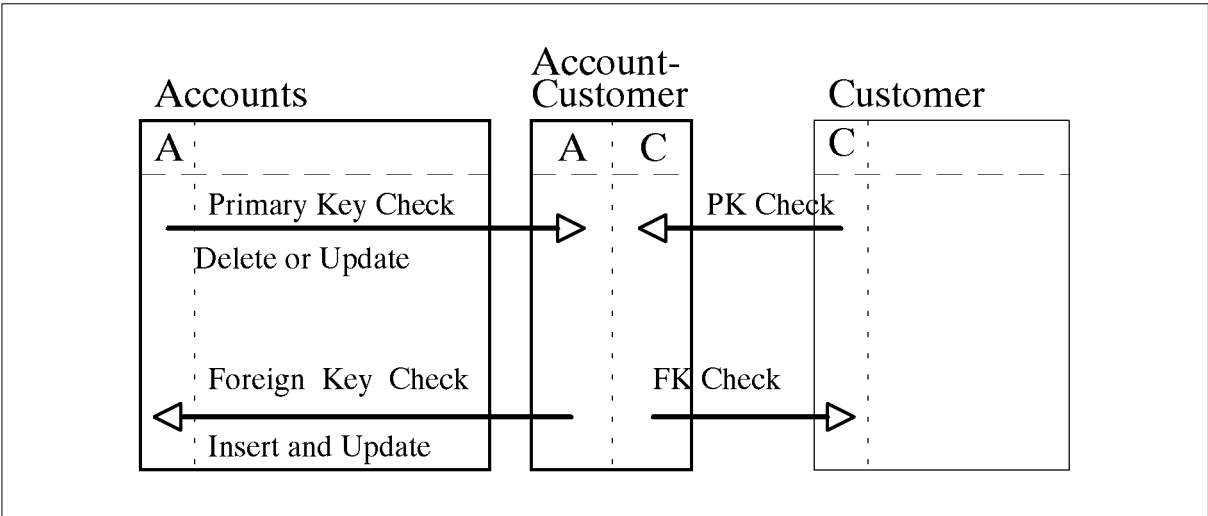 Accounts
Account-
Customer
Customer
A
A C
C
Primary Key Check
PK Check
Delete or Update
Foreign Key Check
FK Check
Insert and Update